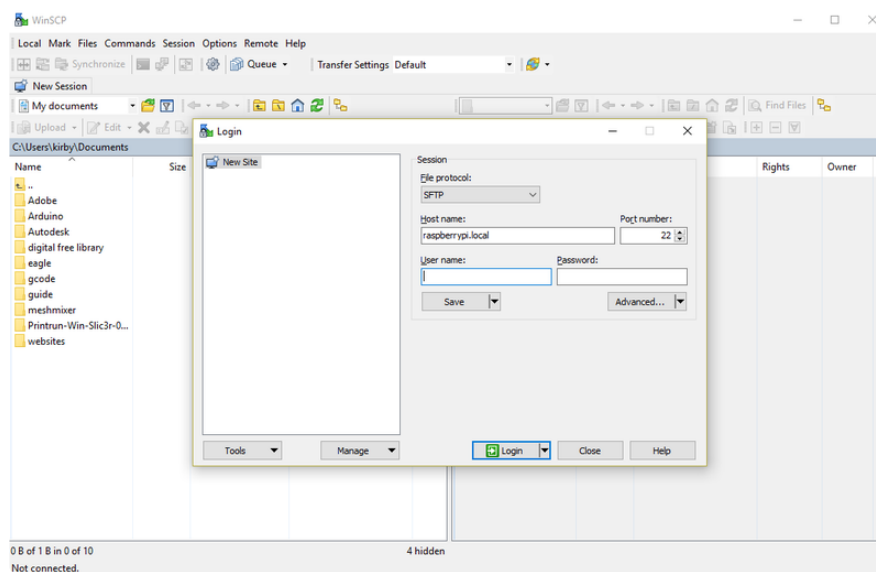 WinSCP
Local Mark Files Commands Session Options Remote Help
Synchronize Queue Transfer Settings Default
New Session
My documents Find Files
Upload Edit
C:\Users\kirby\Documents
Name Size Rights Owner
..
Adobe
Arduino
Autodesk
digital free library
eagle
gcode
guide
meshmixer
Printrun-Win-Slic3r-0...
websites
Login
New Site
Session
File protocol:
SFTP
Host name: Port number:
raspberrypi.local 22
User name: Password:
Save Advanced...
Tools Manage Login Close Help
0 B of 1 B in 0 of 10 4 hidden
Not connected.